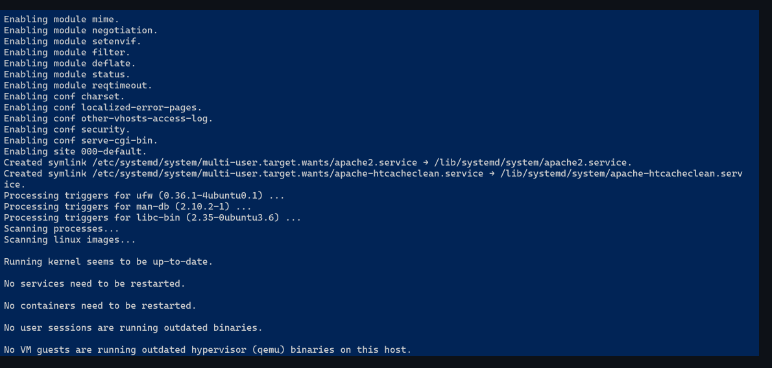 Enabling module mime.
Enabling module negotiation.
Enabling module setenvif.
Enabling module filter.
Enabling module deflate.
Enabling module status.
Enabling module reqtimeout.
Enabling conf charset.
Enabling conf localized-error-pages.
Enabling conf other-vhosts-access-log.
Enabling conf security.
Enabling conf serve-cgi-bin.
Enabling site 000-default.
Created symlink /etc/systemd/system/multi-user.target.wants/apache2.service → /lib/systemd/system/apache2.service.
Created symlink /etc/systemd/system/multi-user.target.wants/apache-htcacheclean.service → /lib/systemd/system/apache-htcacheclean.serv
ice.
Processing triggers for ufw (0.36.1-4ubuntu0.1) ...
Processing triggers for man-db (2.10.2-1) ...
Processing triggers for libc-bin (2.35-0ubuntu3.6) ...
Scanning processes...
Scanning linux images...
Running kernel seems to be up-to-date.
No services need to be restarted.
No containers need to be restarted.
No user sessions are running outdated binaries.
No VM guests are running outdated hypervisor (qemu) binaries on this host.